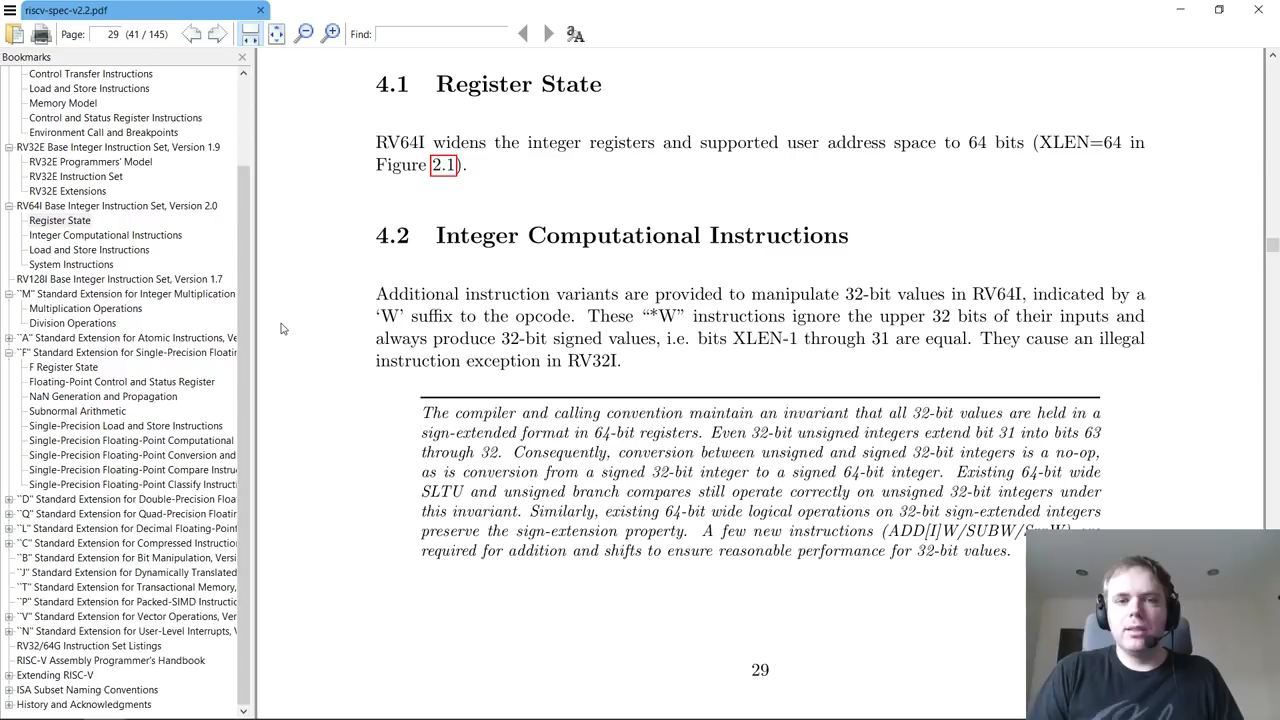 riscv-spec-v2.2.pdf
Page: 29 (41 / 145) Find:
Bookmarks
Control Transfer Instructions
Load and Store Instructions
Memory Model
Control and Status Register Instructions
Environment Call and Breakpoints
RV32E Base Integer Instruction Set, Version 1.9
RV32E Programmers' Model
RV32E Instruction Set
RV32E Extensions
RV64I Base Integer Instruction Set, Version 2.0
Register State
Integer Computational Instructions
Load and Store Instructions
System Instructions
RV128I Base Integer Instruction Set, Version 1.7
``M'' Standard Extension for Integer Multiplication
Multiplication Operations
Division Operations
``A'' Standard Extension for Atomic Instructions, Ve
``F'' Standard Extension for Single-Precision Floatin
F Register State
Floating-Point Control and Status Register
NaN Generation and Propagation
Subnormal Arithmetic
Single-Precision Load and Store Instructions
Single-Precision Floating-Point Computational
Single-Precision Floating-Point Conversion and
Single-Precision Floating-Point Compare Instru
Single-Precision Floating-Point Classify Instruct
``D'' Standard Extension for Double-Precision Floa
``Q'' Standard Extension for Quad-Precision Floatin
``L'' Standard Extension for Decimal Floating-Point
``C'' Standard Extension for Compressed Instructio
``B'' Standard Extension for Bit Manipulation, Versi
``J'' Standard Extension for Dynamically Translated
``T'' Standard Extension for Transactional Memory,
``P'' Standard Extension for Packed-SIMD Instructi
``V'' Standard Extension for Vector Operations, Ver
``N'' Standard Extension for User-Level Interrupts, V
RV32/64G Instruction Set Listings
RISC-V Assembly Programmer's Handbook
Extending RISC-V
ISA Subset Naming Conventions
History and Acknowledgments
4.1 Register State
RV64I widens the integer registers and supported user address space to 64 bits (XLEN=64 in
Figure 2.1).
4.2 Integer Computational Instructions
Additional instruction variants are provided to manipulate 32-bit values in RV64I, indicated by a
‘W’ suffix to the opcode. These “*W” instructions ignore the upper 32 bits of their inputs and
always produce 32-bit signed values, i.e. bits XLEN-1 through 31 are equal. They cause an illegal
instruction exception in RV32I.
The compiler and calling convention maintain an invariant that all 32-bit values are held in a
sign-extended format in 64-bit registers. Even 32-bit unsigned integers extend bit 31 into bits 63
through 32. Consequently, conversion between unsigned and signed 32-bit integers is a no-op,
as is conversion from a signed 32-bit integer to a signed 64-bit integer. Existing 64-bit wide
SLTU and unsigned branch compares still operate correctly on unsigned 32-bit integers under
this invariant. Similarly, existing 64-bit wide logical operations on 32-bit sign-extended integers
preserve the sign-extension property. A few new instructions (ADD[I]W/SUBW/SxxW) are
required for addition and shifts to ensure reasonable performance for 32-bit values.
29